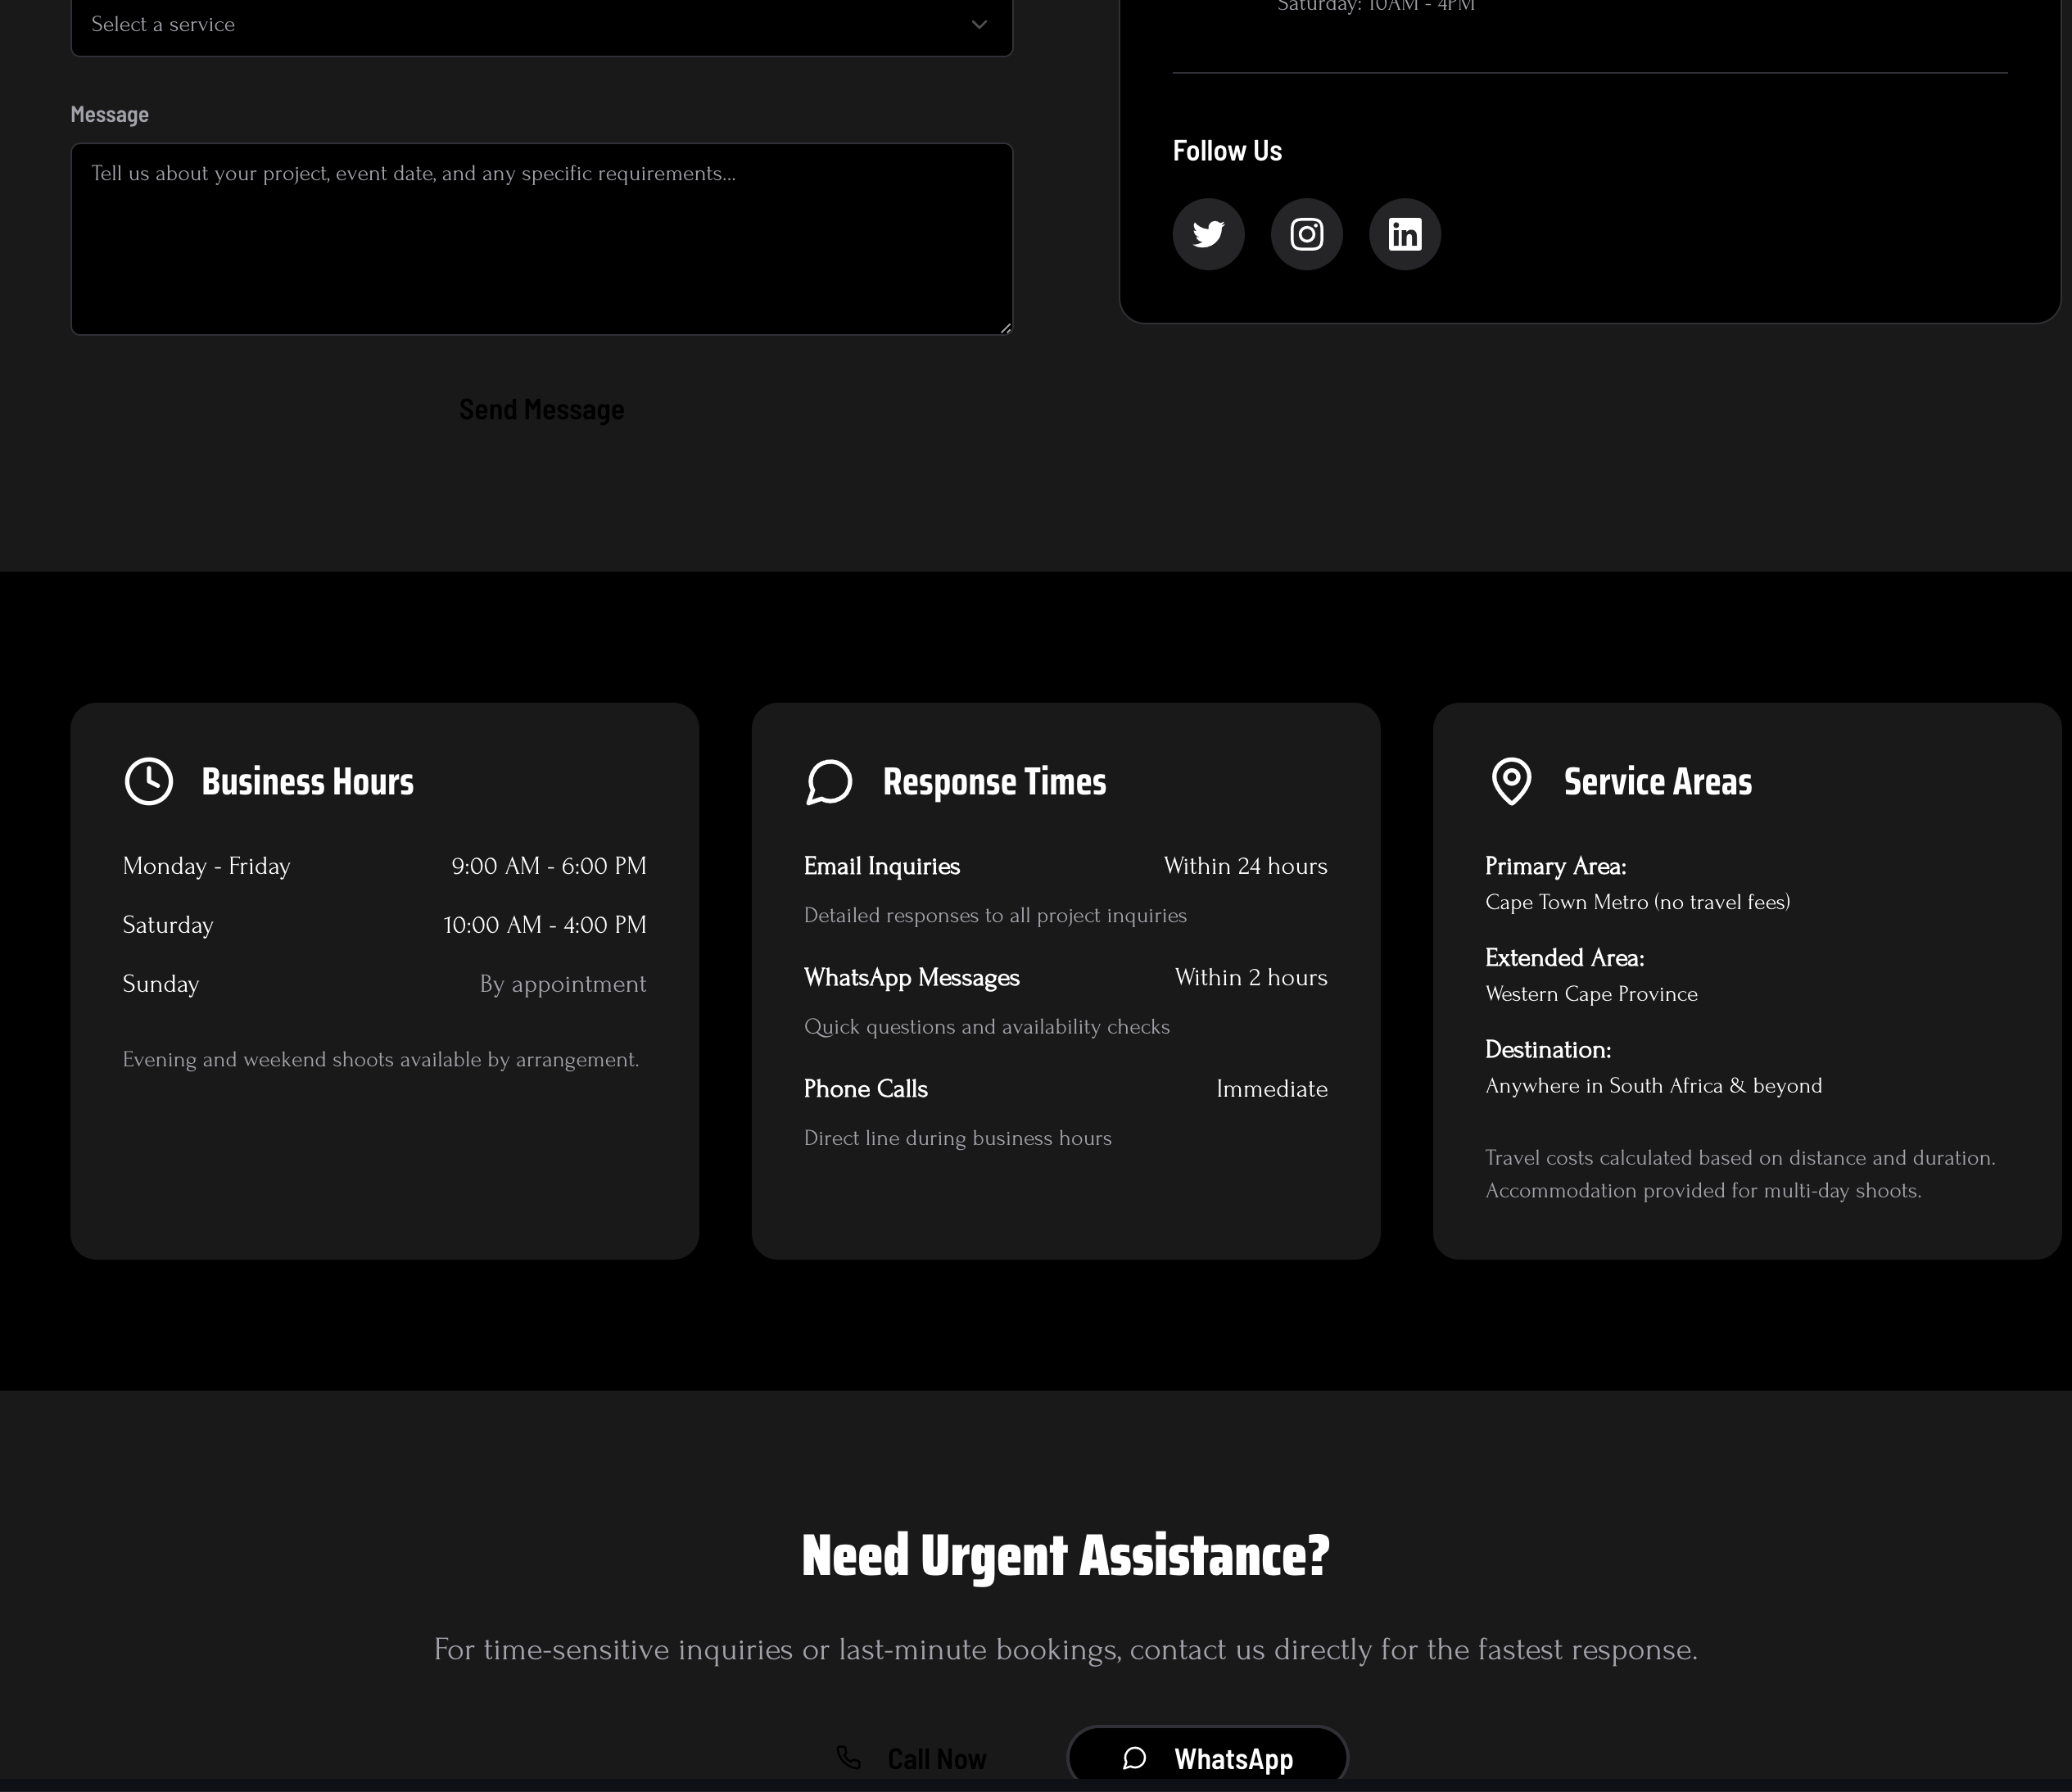 Select a service
Saturday: 10AM - 4PM
Message
Tell us about your project, event date, and any specific requirements...
Send Message
Follow Us
Business Hours
Monday - Friday 9:00 AM - 6:00 PM
Saturday 10:00 AM - 4:00 PM
Sunday By appointment
Evening and weekend shoots available by arrangement.
Response Times
Email Inquiries Within 24 hours
Detailed responses to all project inquiries
WhatsApp Messages Within 2 hours
Quick questions and availability checks
Phone Calls Immediate
Direct line during business hours
Service Areas
Primary Area:
Cape Town Metro (no travel fees)
Extended Area:
Western Cape Province
Destination:
Anywhere in South Africa & beyond
Travel costs calculated based on distance and duration.
Accommodation provided for multi-day shoots.
Need Urgent Assistance?
For time-sensitive inquiries or last-minute bookings, contact us directly for the fastest response.
Call Now
WhatsApp